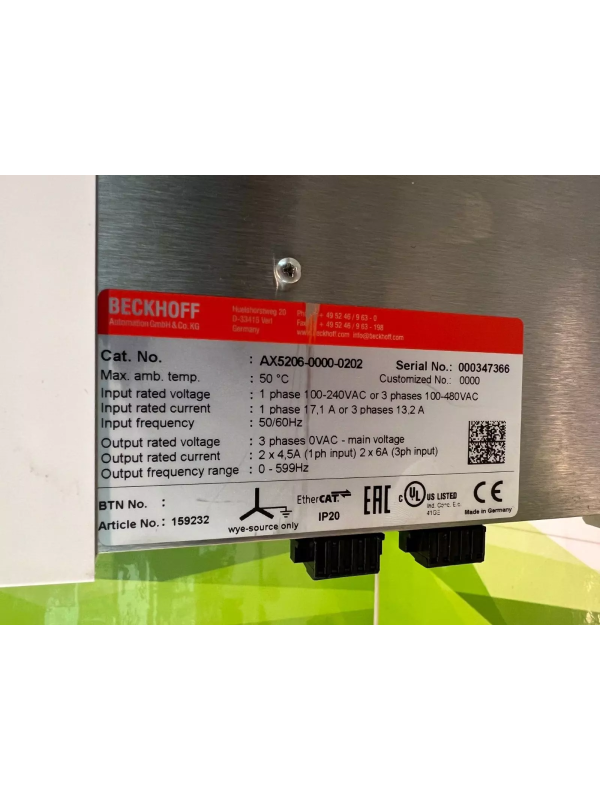 BECKHOFF
Automation GmbH & Co. KG
Huelshorstweg 20
D-33415 Verl
Germany
+ 49 52 46 / 9 63 - 0
+ 49 52 46 / 9 63 - 198
.beckhoff.com info@beckhoff.com
Cat. No. : AX5206-0000-0202 Serial No.: 000347366
Max. amb. temp. : 50 °C Customized No.: 0000
Input rated voltage : 1 phase 100-240VAC or 3 phases 100-480VAC
Input rated current : 1 phase 17,1 A or 3 phases 13,2 A
Input frequency : 50/60Hz
Output rated voltage : 3 phases 0VAC - main voltage
Output rated current : 2 x 4,5A (1ph input) 2 x 6A (3ph input)
Output frequency range : 0 - 599Hz
BTN No. :
Article No.: 159232
wye-source only
EtherCAT
IP20
EAC
c UL US LISTED
Ind. Cont. Eq.
41GE
CE
Made in Germany